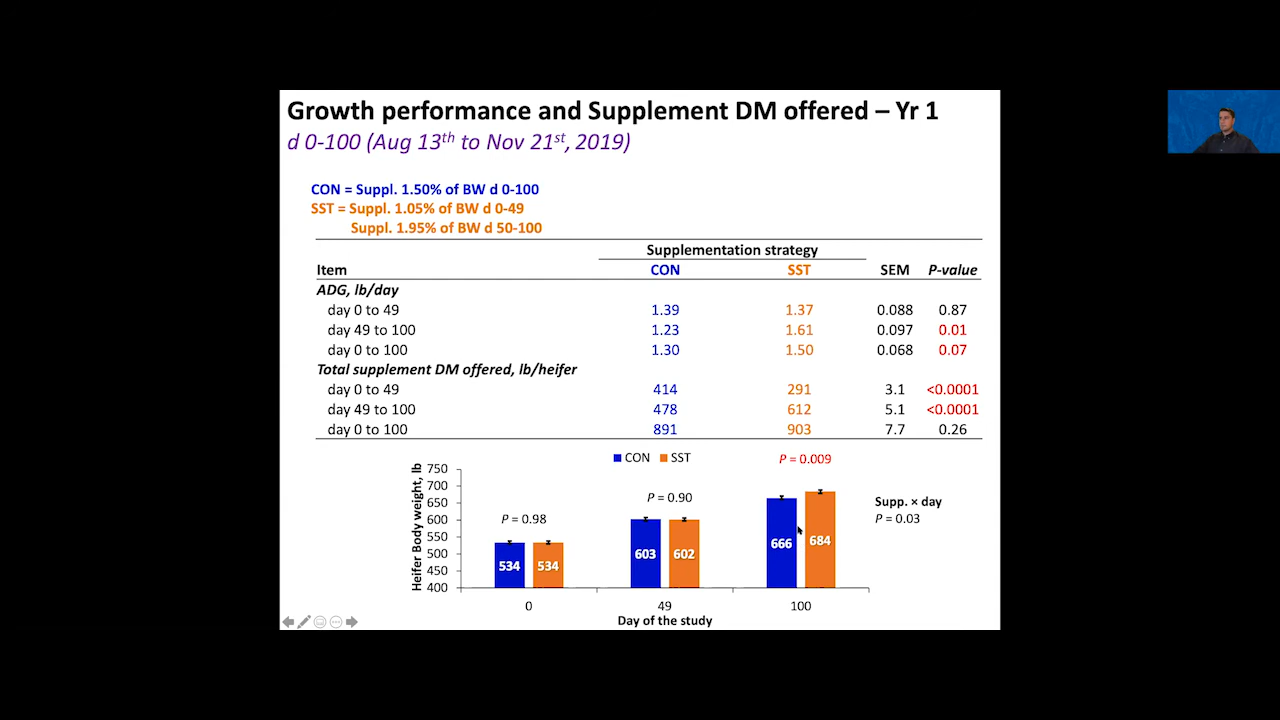 Growth performance and Supplement DM offered – Yr 1
d 0-100 (Aug 13th to Nov 21st, 2019)
CON = Suppl. 1.50% of BW d 0-100
SST = Suppl. 1.05% of BW d 0-49
Suppl. 1.95% of BW d 50-100
Supplementation strategy
Item CON SST SEM P-value
ADG, lb/day
day 0 to 49 1.39 1.37 0.088 0.87
day 49 to 100 1.23 1.61 0.097 0.01
day 0 to 100 1.30 1.50 0.068 0.07
Total supplement DM offered, lb/heifer
day 0 to 49 414 291 3.1 <0.0001
day 49 to 100 478 612 5.1 <0.0001
day 0 to 100 891 903 7.7 0.26
CON SST
P = 0.009
P = 0.90
P = 0.98
Supp. × day
P = 0.03
Heifer Body weight, lb
750
700
650
600
550
500
450
400
534 534 603 602 666 684
0 49 100
Day of the study